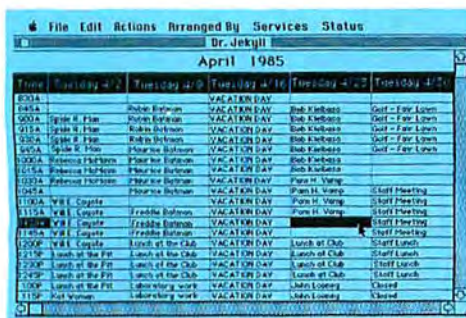 File Edit Actions Arranged By Services Status
Dr. Jekyll
April 1985
Time Tuesday 4/2 Tuesday 4/9 Tuesday 4/16 Tuesday 4/23 Tuesday 4/30
800A VACATION DAY
845A Robin Batman VACATION DAY Bob Kielbasa Golf - Fair Lawn
900A Spide R. Man Robin Batman VACATION DAY Bob Kielbasa Golf - Fair Lawn
915A Spide R. Man Robin Batman VACATION DAY Bob Kielbasa Golf - Fair Lawn
930A Spide R. Man Robin Batman VACATION DAY Bob Kielbasa Golf - Fair Lawn
945A Spide R. Man Maurice Batman VACATION DAY Bob Kielbasa Golf - Fair Lawn
1000A Rebecca Maurice Batman VACATION DAY Bob Kielbasa
1015A Rebecca Maurice Batman VACATION DAY Bob Kielbasa
Rebecca Maurice Batman VACATION DAY Pam H. Vamp
1045A Maurice Batman VACATION DAY Pam H. Vamp Staff Meeting
1100A Will E. Coyote VACATION DAY Pam H. Vamp Staff Meeting
1115A Will E. Coyote Freddie Batman VACATION DAY Pam H. Vamp Staff Meeting
Will E. Coyote Freddie Batman VACATION DAY Staff Meeting
1145A Will E. Coyote Freddie Batman VACATION DAY Staff Meeting
1200P Will E. Coyote Lunch at the Club VACATION DAY Lunch at Club Staff Lunch
1215P Lunch at the Pit Lunch at the Club VACATION DAY Lunch at Club Staff Lunch
1230P Lunch at the Pit Lunch at the Club VACATION DAY Lunch at Club Staff Lunch
1245P Lunch at the Pit Lunch at the Club VACATION DAY Lunch at Club Staff Lunch
100P Lunch at the Pit Laboratory work VACATION DAY John Looney Closed
115P Kat Woman Laboratory work VACATION DAY John Looney Closed